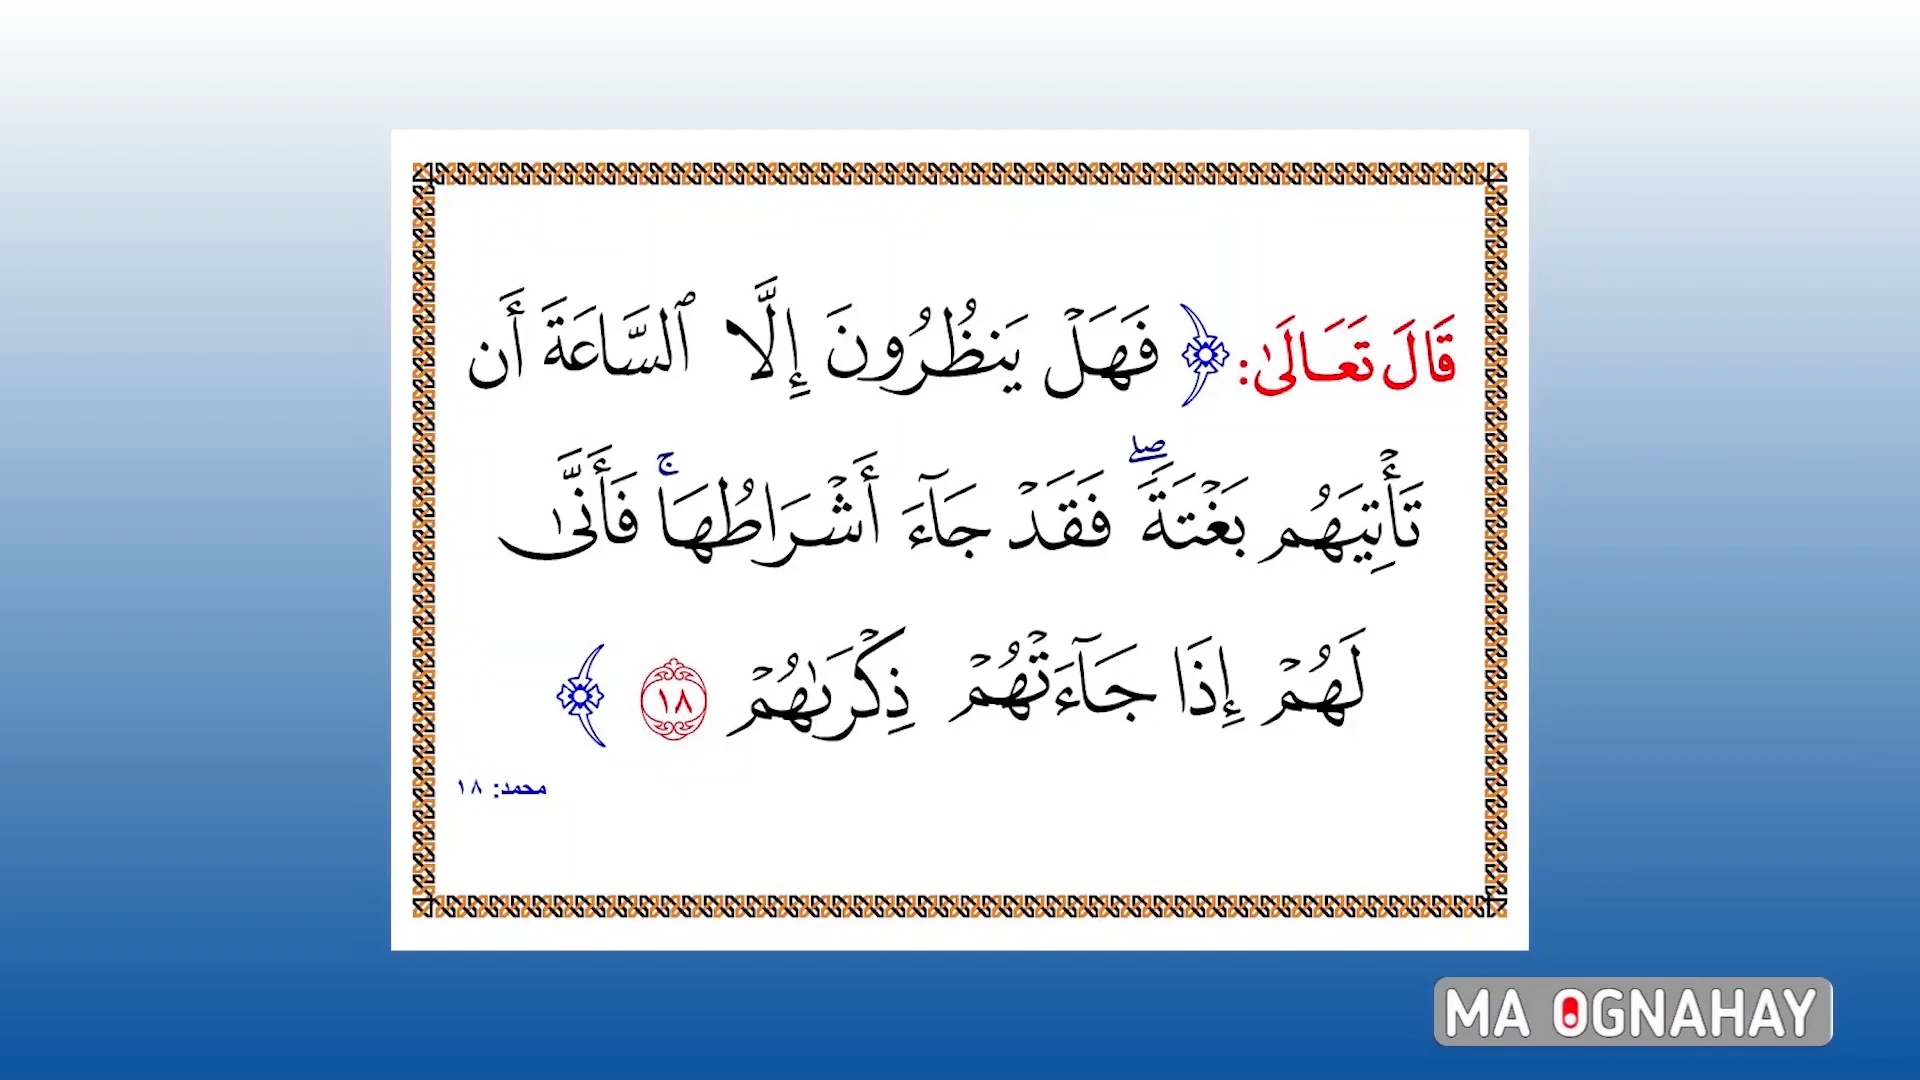 قَالَ تَعَالَىٰ: ﴿ فَهَلْ يَنظُرُونَ إِلَّا ٱلسَّاعَةَ أَن
تَأْتِيَهُم بَغْتَةً ۖ فَقَدْ جَآءَ أَشْرَاطُهَا ۚ فَأَنَّىٰ
لَهُمْ إِذَا جَآءَتْهُمْ ذِكْرَىٰهُمْ ١٨ ﴾
محمد: ١٨
MA OGNAHAY